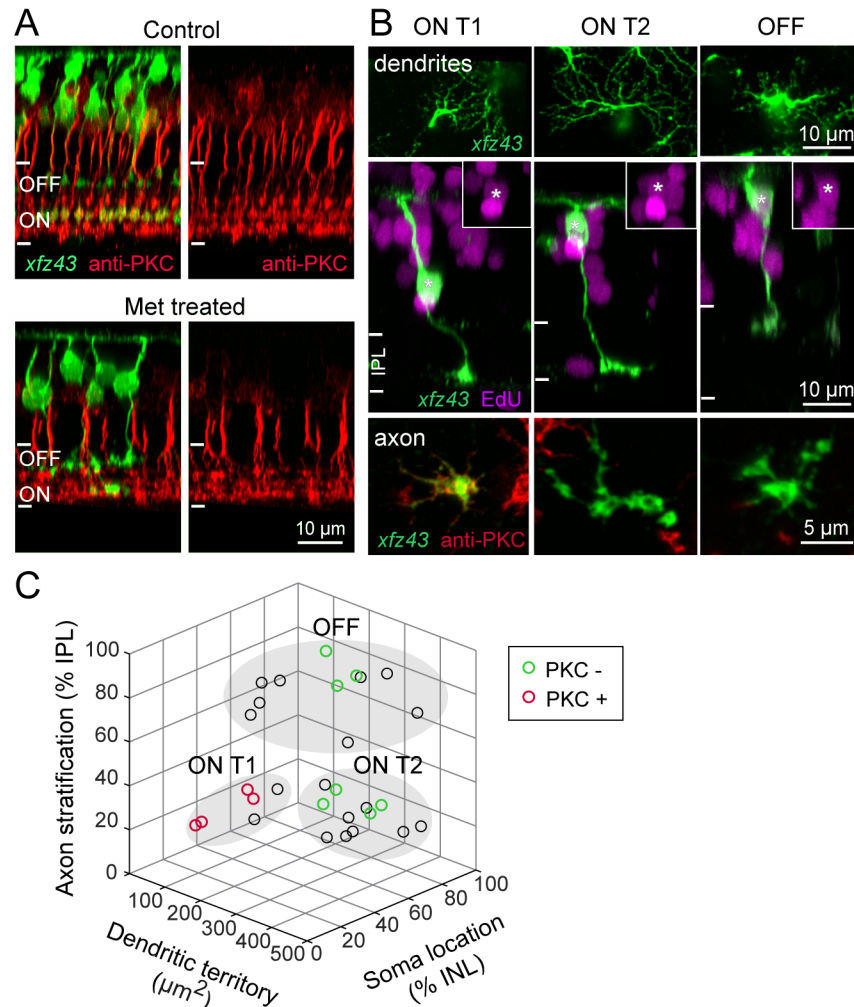 A
Control
OFF
ON
xfz43 anti-PKC
anti-PKC
Met treated
OFF
ON
10 µm
B
ON T1
ON T2
OFF
dendrites
xfz43
10 µm
*
*
*
*
*
*
IPL
xfz43 EdU
10 µm
axon
xfz43 anti-PKC
5 µm
C
Axon stratification (% IPL)
100
80
60
40
20
0
OFF
ON T1
ON T2
100
200
300
400
500
Dendritic territory
(µm²)
0
20
40
60
80
100
Soma location
(% INL)
PKC -
PKC +